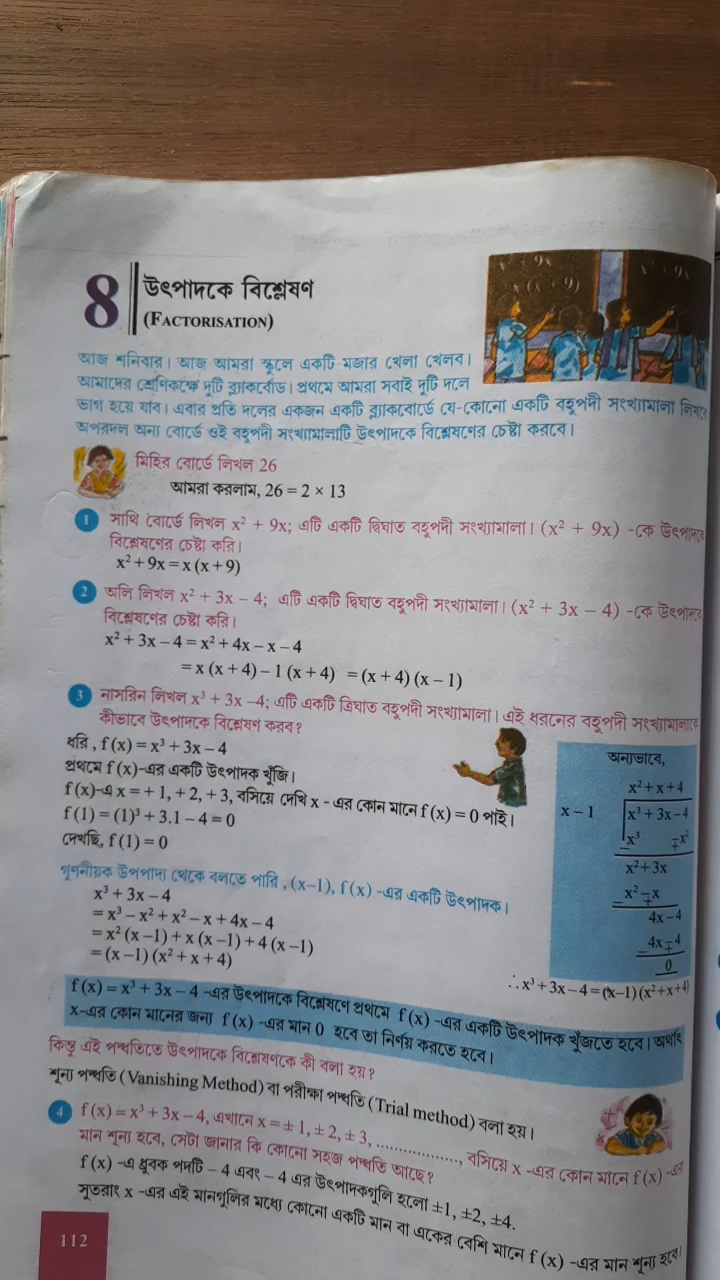 8
উৎপাদকে বিশ্লেষণ
(FACTORISATION)
আজ শনিবার। আজ আমরা স্কুলে একটি মজার খেলা খেলব।
আমাদের শ্রেণিকক্ষে দুটি ব্ল্যাকবোর্ড। প্রথমে আমরা সবাই দুটি দলে
ভাগ হয়ে যাব। এবার প্রতি দলের একজন একটি ব্ল্যাকবোর্ডে যে-কোনো একটি বহুপদী সংখ্যামালা লিখবে
অপরদল অন্য বোর্ডে ওই বহুপদী সংখ্যামালাটি উৎপাদকে বিশ্লেষণের চেষ্টা করবে।
মিহির বোর্ডে লিখল 26
আমরা করলাম, 26 = 2 × 13
1 সাথি বোর্ডে লিখল x² + 9x; এটি একটি দ্বিঘাত বহুপদী সংখ্যামালা। (x² + 9x) -কে উৎপাদকে
বিশ্লেষণের চেষ্টা করি।
x² + 9x = x (x + 9)
2 অলি লিখল x² + 3x – 4; এটি একটি দ্বিঘাত বহুপদী সংখ্যামালা। (x² + 3x – 4) -কে উৎপাদকে
বিশ্লেষণের চেষ্টা করি।
x² + 3x – 4 = x² + 4x – x – 4
= x (x + 4) – 1 (x + 4) = (x + 4) (x – 1)
3 নাসরিন লিখল x³ + 3x –4; এটি একটি ত্রিঘাত বহুপদী সংখ্যামালা। এই ধরনের বহুপদী সংখ্যামালাকে
কীভাবে উৎপাদকে বিশ্লেষণ করব?
ধরি , f (x) = x³ + 3x – 4
প্রথমে f (x)-এর একটি উৎপাদক খুঁজি।
f (x)-এ x = + 1, + 2, + 3, বসিয়ে দেখি x - এর কোন মানে f (x) = 0 পাই।
f (1) = (1)³ + 3.1 – 4 = 0
দেখছি, f (1) = 0
গুণনীয়ক উপপাদ্য থেকে বলতে পারি , (x–1), f (x) -এর একটি উৎপাদক।
x³ + 3x – 4
= x³ – x² + x² – x + 4x – 4
= x² (x – 1) + x (x – 1) + 4 (x – 1)
= (x – 1) (x² + x + 4)
অন্যভাবে,
x² + x + 4
x – 1 x³ + 3x – 4
x³ – x²
– +
x² + 3x
x² – x
– +
4x – 4
4x – 4
– +
0
∴ x³ + 3x – 4 = (x–1) (x² + x + 4)
f (x) = x³ + 3x – 4 -এর উৎপাদকে বিশ্লেষণে প্রথমে f (x) -এর একটি উৎপাদক খুঁজতে হবে। অর্থাৎ
x-এর কোন মানের জন্য f (x) -এর মান 0 হবে তা নির্ণয় করতে হবে।
কিন্তু এই পদ্ধতিতে উৎপাদকে বিশ্লেষণকে কী বলা হয়?
শূন্য পদ্ধতি (Vanishing Method) বা পরীক্ষা পদ্ধতি (Trial method) বলা হয়।
4 f (x) = x³ + 3x – 4, এখানে x = ± 1, ± 2, ± 3, ..................., বসিয়ে x -এর কোন মানে f (x) -এর
মান শূন্য হবে, সেটা জানার কি কোনো সহজ পদ্ধতি আছে?
f (x) -এ ধ্রুবক পদটি – 4 এবং – 4 এর উৎপাদকগুলি হলো ±1, ±2, ±4.
সুতরাং x -এর এই মানগুলির মধ্যে কোনো একটি মান বা একের বেশি মানে f (x) -এর মান শূন্য হবে।
112